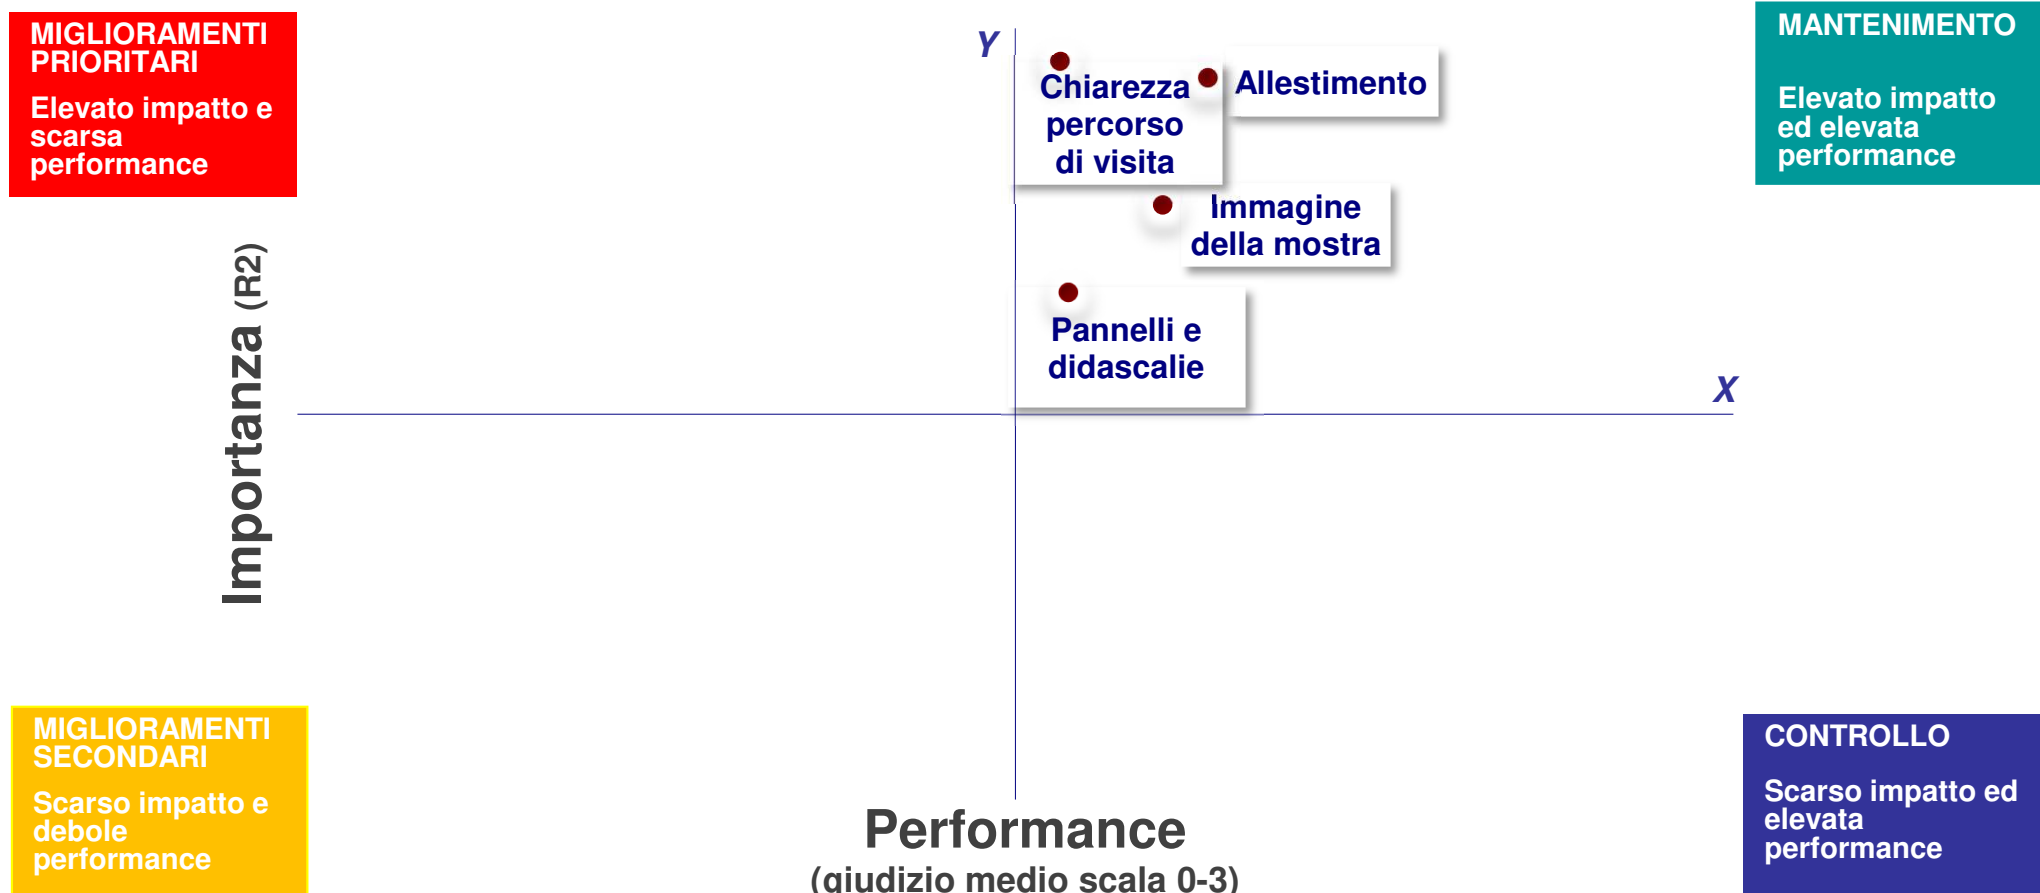 MIGLIORAMENTI
PRIORITARI
Elevato impatto e
scarsa
performance
Y
Chiarezza
percorso
di visita
Allestimento
Immagine
della mostra
Pannelli e
didascalie
X
MANTENIMENTO
Elevato impatto
ed elevata
performance
Importanza (R2)
MIGLIORAMENTI
SECONDARI
Scarso impatto e
debole
performance
Performance
(giudizio medio scala 0-3)
CONTROLLO
Scarso impatto ed
elevata
performance